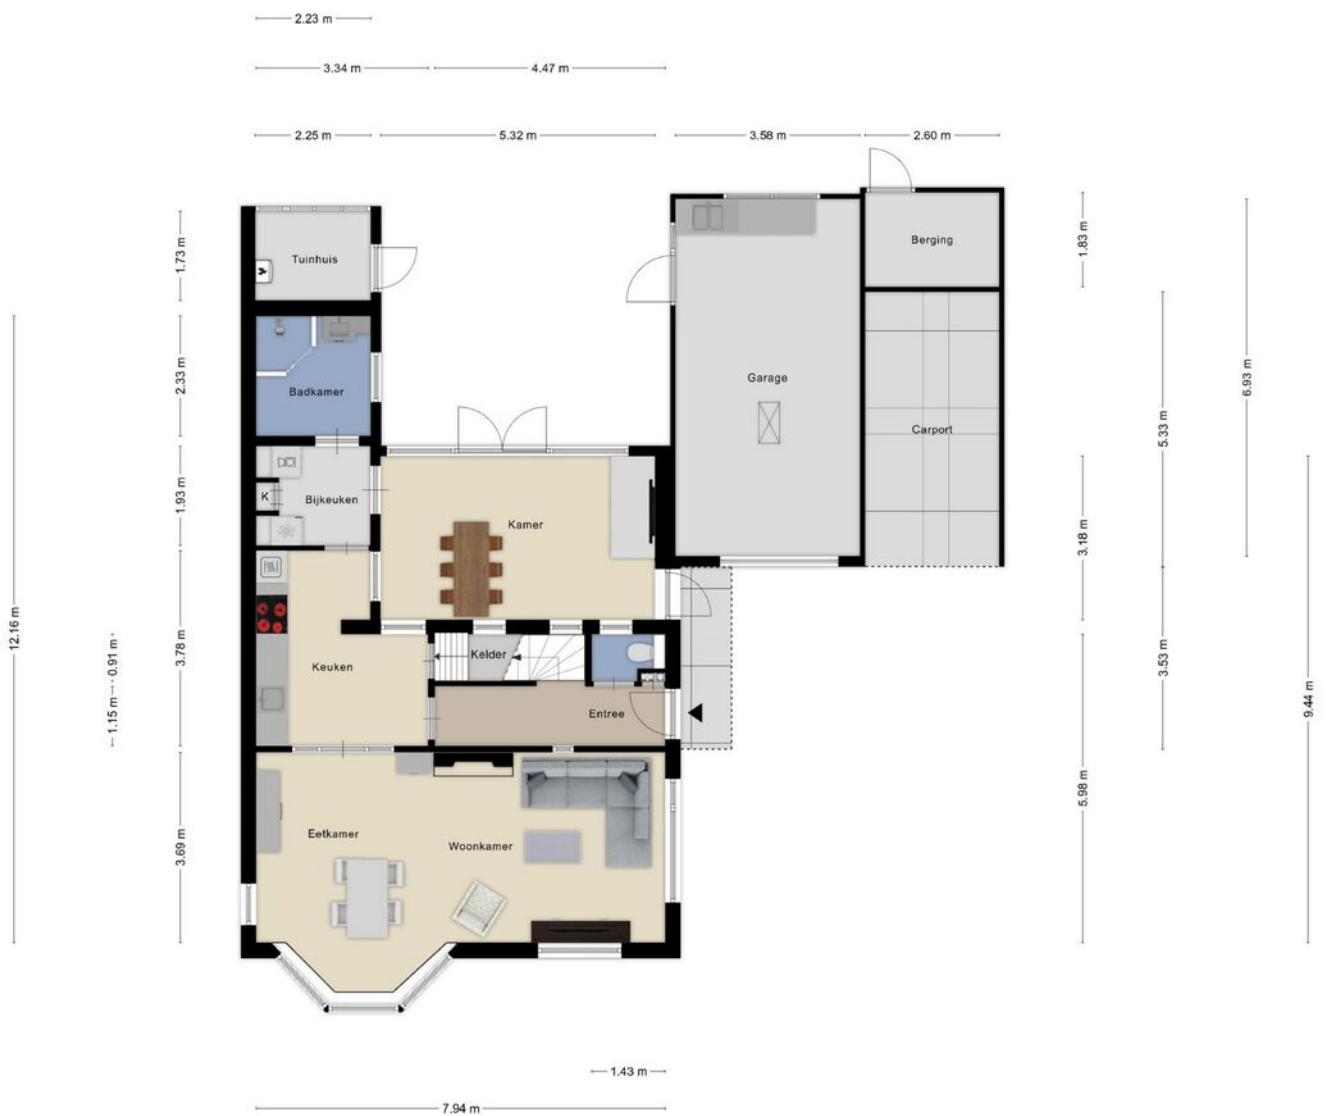 2.23 m
3.34 m
4.47 m
2.25 m
5.32 m
3.58 m
2.60 m
1.73 m
Tuinhuis
Berging
1.83 m
2.33 m
Badkamer
Garage
Carport
6.93 m
5.33 m
1.93 m
K
Bijkeuken
Kamer
3.18 m
12.16 m
0.91 m
1.15 m
3.78 m
Keuken
Kelder
Entree
3.53 m
9.44 m
5.98 m
3.69 m
Eetkamer
Woonkamer
1.43 m
7.94 m